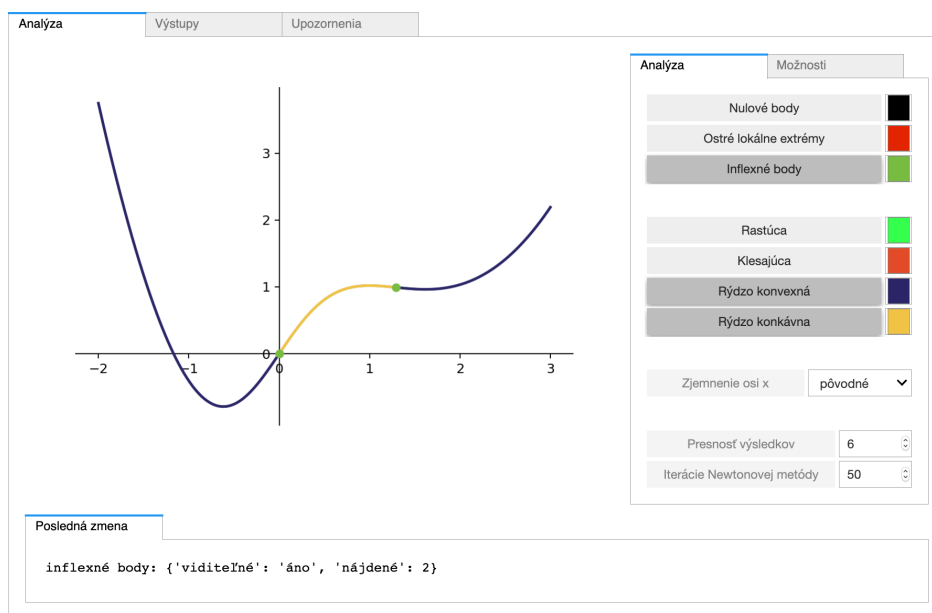 Analýza
Výstupy
Upozornenia
3
2
1
0
−2
−1
0
1
2
3
Analýza
Možnosti
Nulové body
Ostré lokálne extrémy
Inflexné body
Rastúca
Klesajúca
Rýdzo konvexná
Rýdzo konkávna
Zjemnenie osi x
pôvodné
Presnosť výsledkov
6
Iterácie Newtonovej metódy
50
Posledná zmena
inflexné body: {'viditeľné': 'áno', 'nájdené': 2}